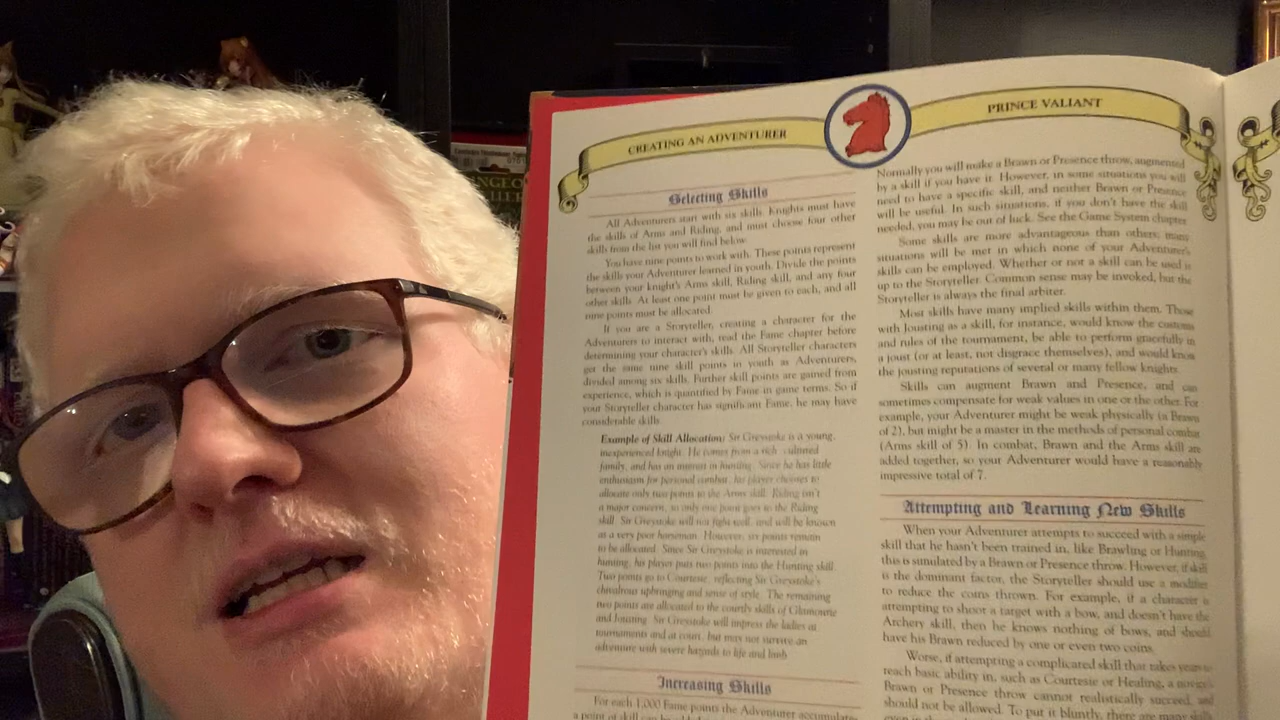 CREATING AN ADVENTURER
PRINCE VALIANT
Selecting Skills
All Adventurers start with six skills. Knights must have
the skills of Arms and Riding, and must choose four other
skills from the list you will find below.
You have nine points to work with. These points represent
the skills your Adventurer learned in youth. Divide the points
between your knight's Arms skill, Riding skill, and any four
other skills. At least one point must be given to each, and all
nine points must be allocated.
If you are a Storyteller, creating a character for the
Adventurers to interact with, read the Fame chapter before
determining your character's skills. All Storyteller characters
get the same nine skill points in youth as Adventurers,
divided among six skills. Further skill points are gained from
experience, which is quantified by Fame in game terms. So if
your Storyteller character has significant Fame, he may have
considerable skills.
Example of Skill Allocation: Sir Greystoke is a young,
inexperienced knight. He comes from a rich, cultured
family, and has an interest in hunting. Since he has little
enthusiasm for personal combat, his player chooses to
allocate only two points to the Arms skill. Riding isn't
a major concern, so only one point goes to the Riding
skill. Sir Greystoke will not fight well, and will be known
as a very poor horseman. However, six points remain
to be allocated. Since Sir Greystoke is interested in
hunting, his player puts two points into the Hunting skill.
Two points go to Courtesie, reflecting Sir Greystoke's
chivalrous upbringing and sense of style. The remaining
two points are allocated to the courtly skills of Glamourie
and Jousting. Sir Greystoke will impress the ladies at
tournaments and at court, but may not survive an
adventure with severe hazards to life and limb.
Increasing Skills
For each 1,000 Fame points the Adventurer accumulates
a point of skill can be
Normally you will make a Brawn or Presence throw, augmented
by a skill if you have it. However, in some situations you will
need to have a specific skill, and neither Brawn or Presence
will be useful. In such situations, if you don't have the skill
needed, you may be out of luck. See the Game System chapter.
Some skills are more advantageous than others; many
situations will be met in which none of your Adventurer's
skills can be employed. Whether or not a skill can be used is
up to the Storyteller. Common sense may be invoked, but the
Storyteller is always the final arbiter.
Most skills have many implied skills within them. Those
with Jousting as a skill, for instance, would know the customs
and rules of the tournament, be able to perform gracefully in
a joust (or at least, not disgrace themselves), and would know
the jousting reputations of several or many fellow knights.
Skills can augment Brawn and Presence, and can
sometimes compensate for weak values in one or the other. For
example, your Adventurer might be weak physically (a Brawn
of 2), but might be a master in the methods of personal combat
(Arms skill of 5). In combat, Brawn and the Arms skill are
added together, so your Adventurer would have a reasonably
impressive total of 7.
Attempting and Learning New Skills
When your Adventurer attempts to succeed with a simple
skill that he hasn't been trained in, like Brawling or Hunting,
this is simulated by a Brawn or Presence throw. However, if skill
is the dominant factor, the Storyteller should use a modifier
to reduce the coins thrown. For example, if a character is
attempting to shoot a target with a bow, and doesn't have the
Archery skill, then he knows nothing of bows, and should
have his Brawn reduced by one or even two coins.
Worse, if attempting a complicated skill that takes years to
reach basic ability in, such as Courtesie or Healing, a novice's
Brawn or Presence throw cannot realistically succeed, and
should not be allowed. To put it bluntly, there are many